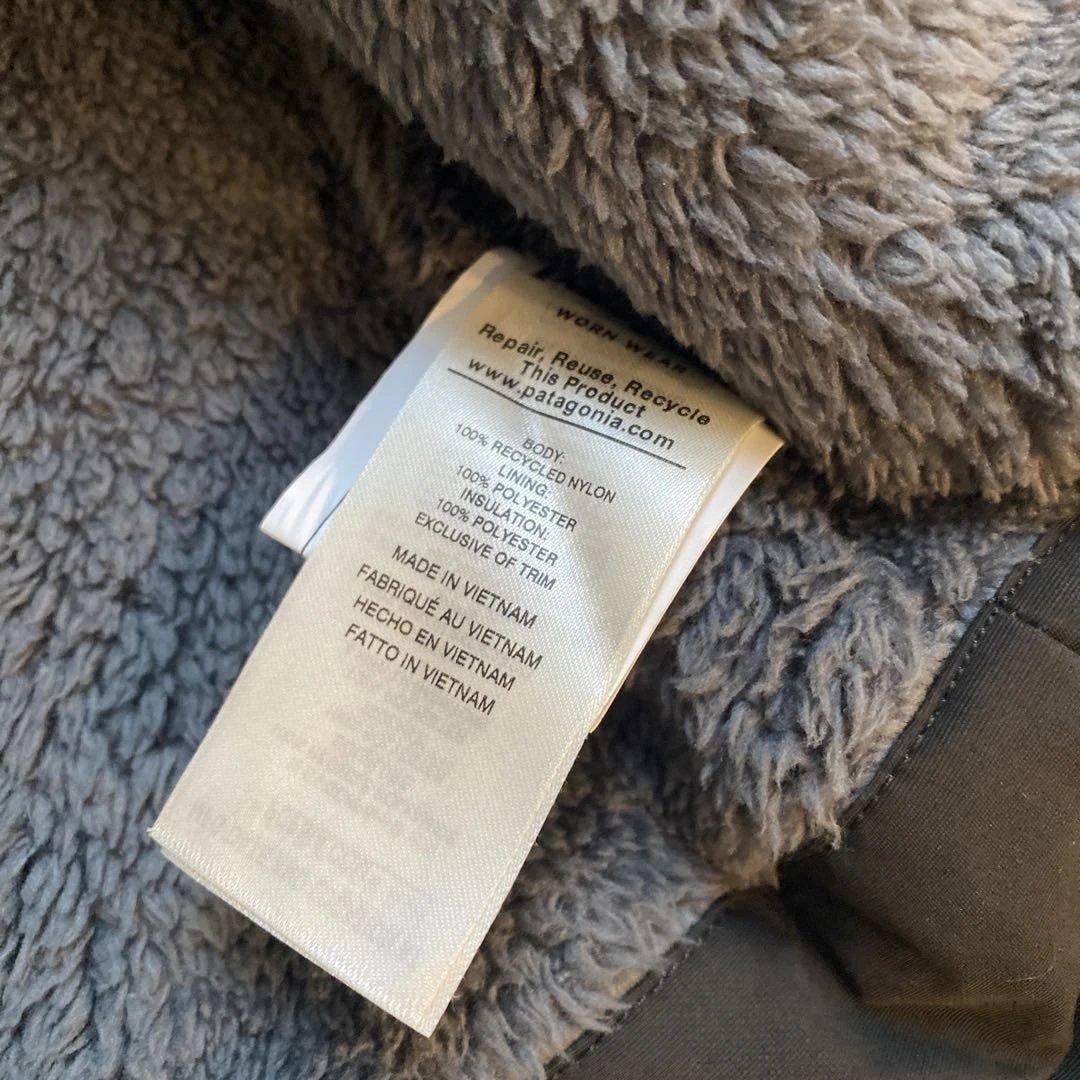 WORN WEAR
Repair, Reuse, Recycle
This Product
www.patagonia.com
BODY:
100% RECYCLED NYLON
LINING:
100% POLYESTER
INSULATION:
100% POLYESTER
EXCLUSIVE OF TRIM
MADE IN VIETNAM
FABRIQUÉ AU VIETNAM
HECHO EN VIETNAM
FATTO IN VIETNAM